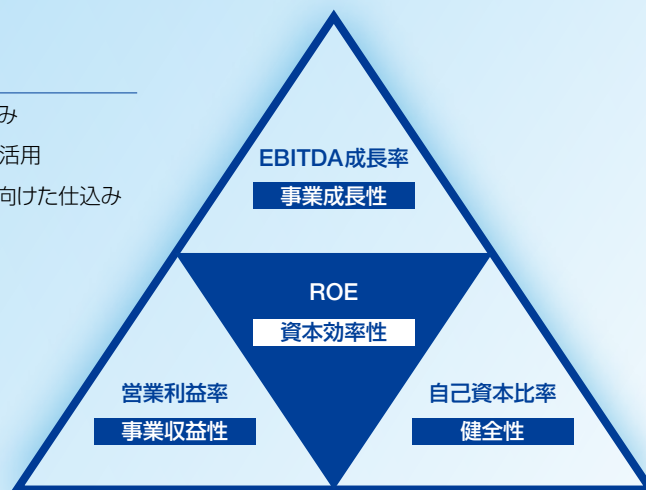 み
活用
向けた仕込み
EBITDA成長率
事業成長性
ROE
資本効率性
営業利益率
事業収益性
自己資本比率
健全性